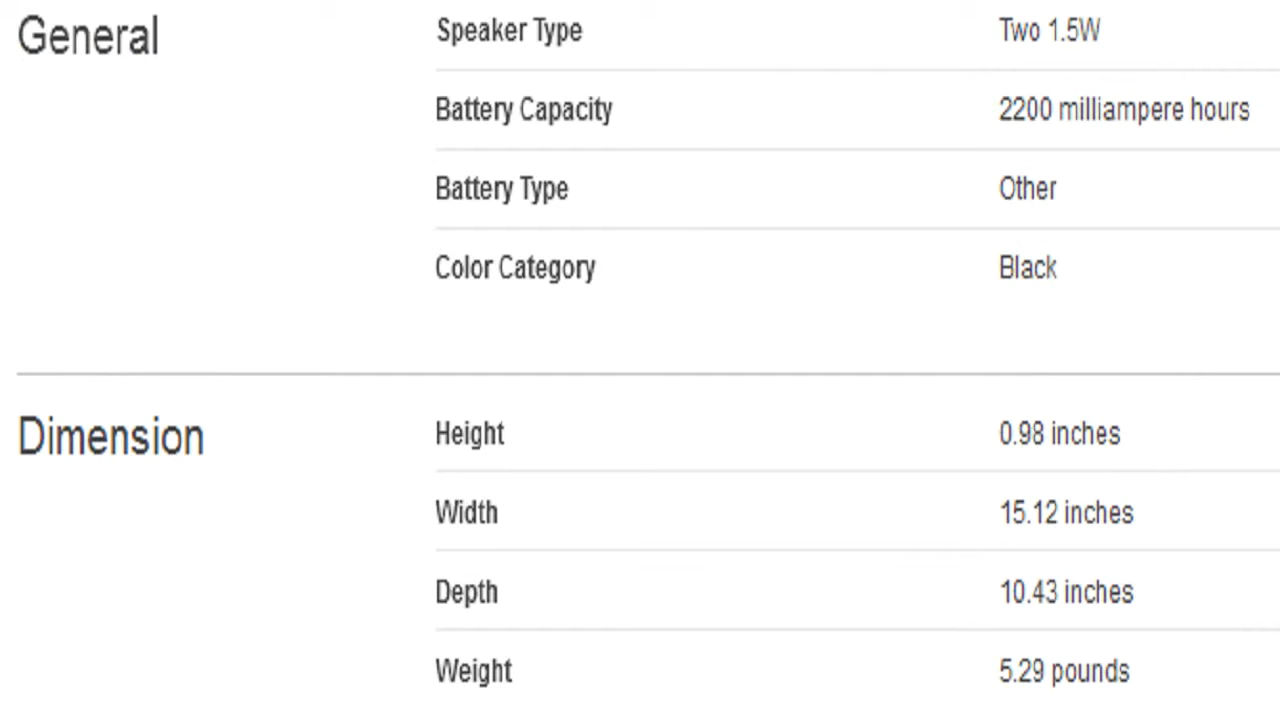 General
Speaker Type Two 1.5W
Battery Capacity 2200 milliampere hours
Battery Type Other
Color Category Black
Dimension
Height 0.98 inches
Width 15.12 inches
Depth 10.43 inches
Weight 5.29 pounds